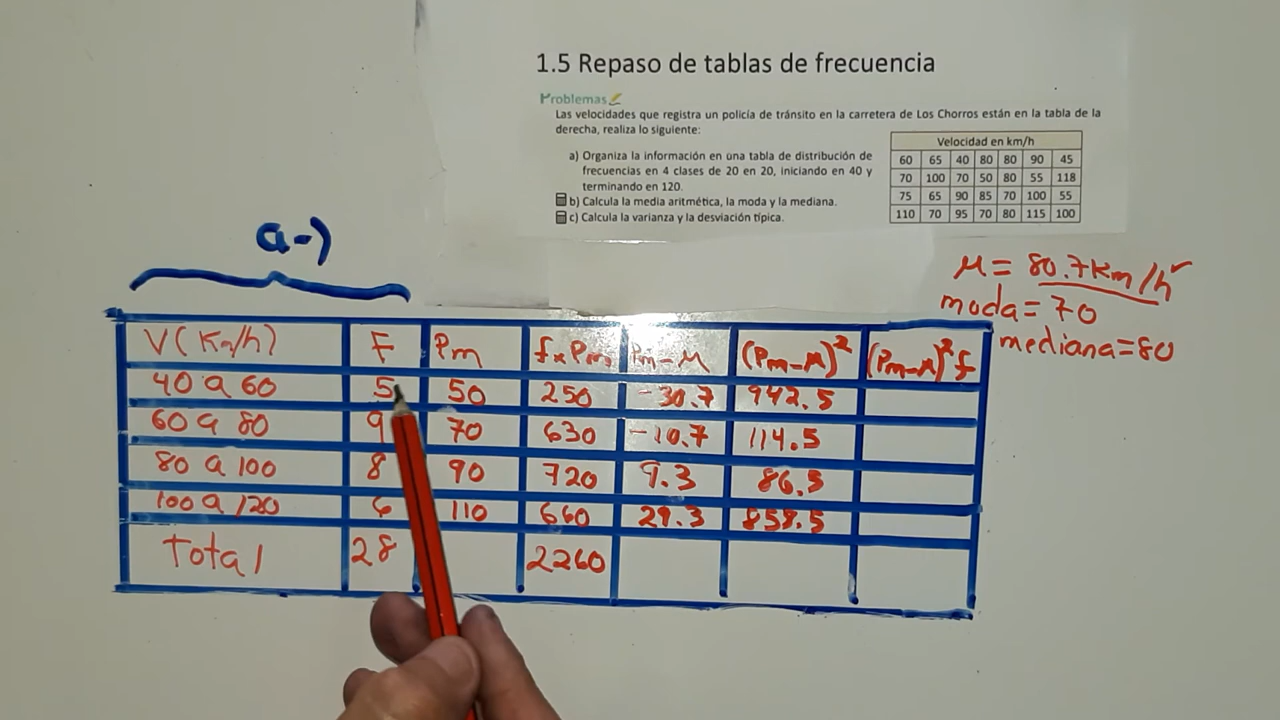 1.5 Repaso de tablas de frecuencia
Problemas
Las velocidades que registra un policía de tránsito en la carretera de Los Chorros están en la tabla de la
derecha, realiza lo siguiente:
a) Organiza la información en una tabla de distribución de
frecuencias en 4 clases de 20 en 20, iniciando en 40 y
terminando en 120.
b) Calcula la media aritmética, la moda y la mediana.
c) Calcula la varianza y la desviación típica.
Velocidad en km/h
60 65 40 80 80 90 45
70 100 70 50 80 55 118
75 65 90 85 70 100 55
110 70 95 70 80 115 100
a-)
μ = 80.7 Km/h
moda = 70
mediana = 80
V (Km/h) F Pm fxPm Pm-μ (Pm-μ)² (Pm-μ)² f
40 a 60 5 50 250 -30.7 942.5
60 a 80 9 70 630 -10.7 114.5
80 a 100 8 90 720 9.3 86.5
100 a 120 6 110 660 29.3 858.5
Total 28 2260